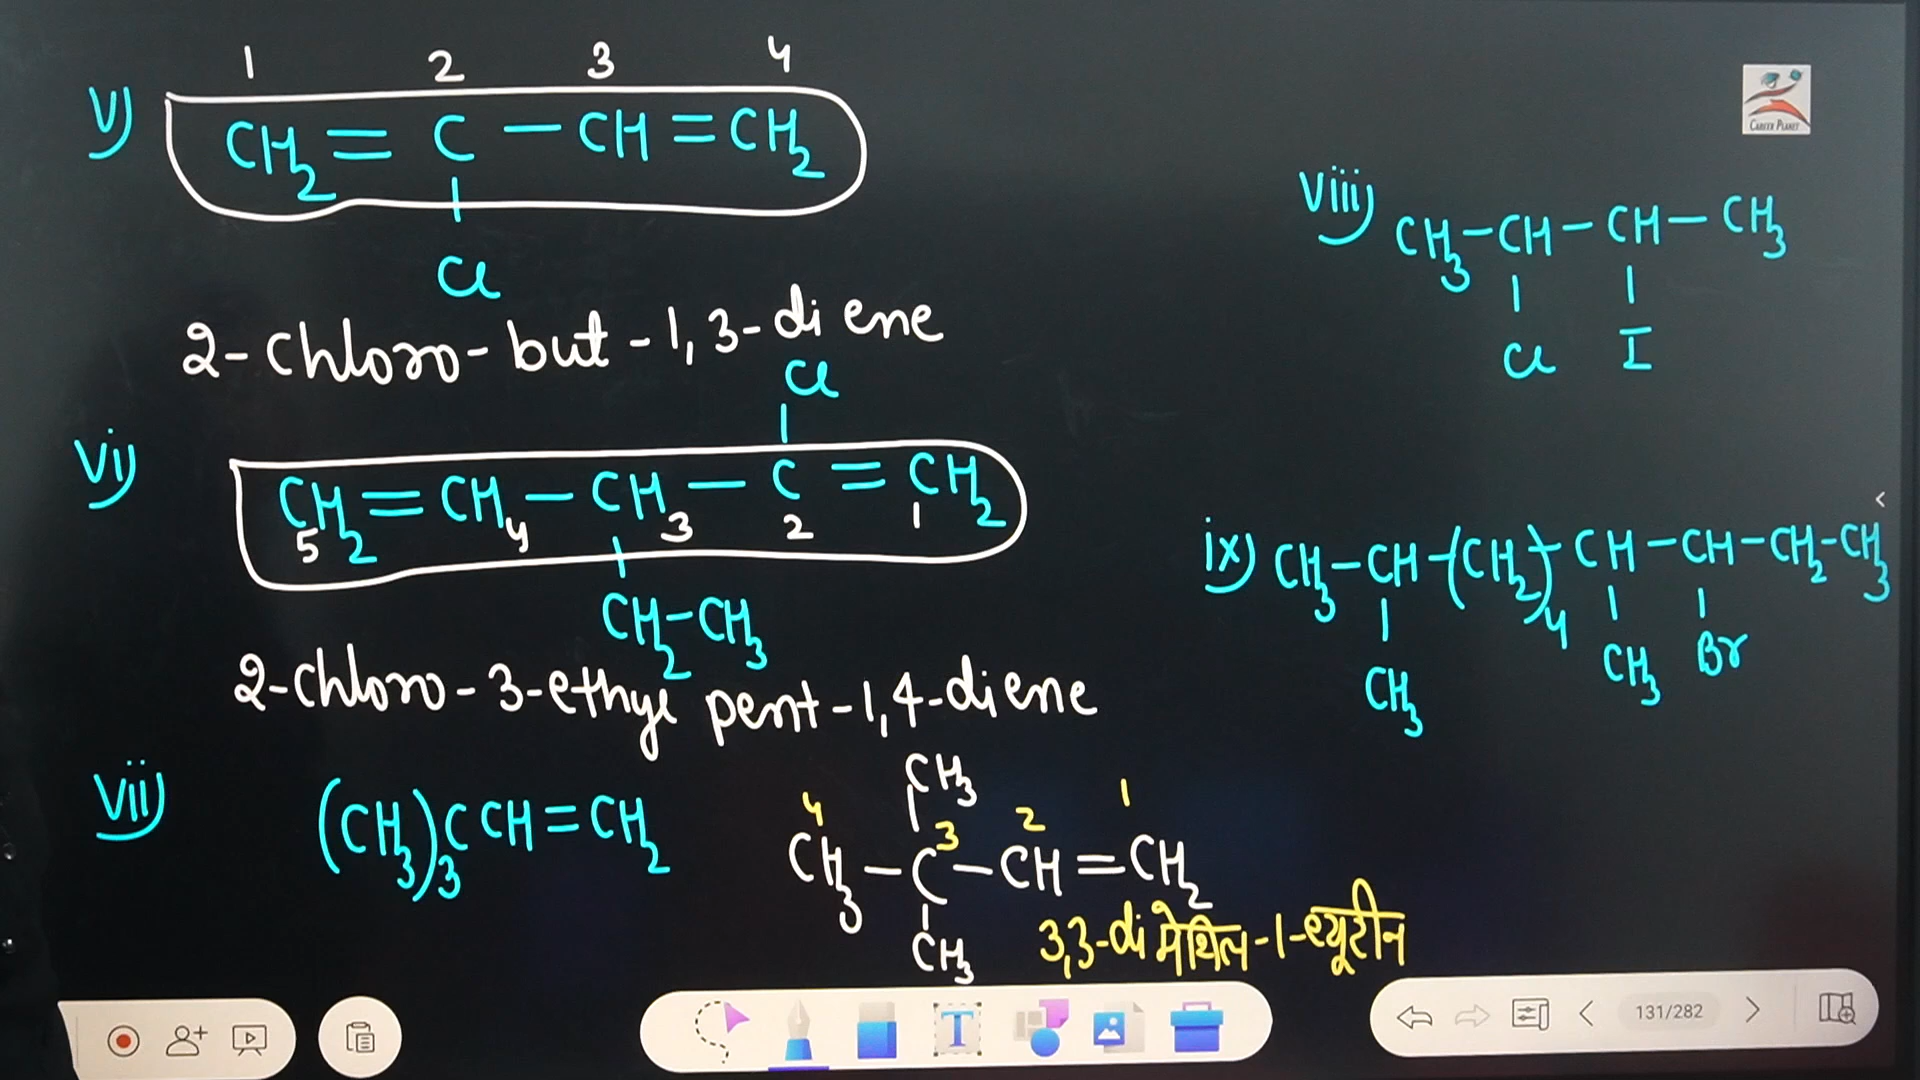 1 2 3 4
v) CH2 = C — CH = CH2
Cl
2-chloro-but-1,3-diene
Cl
vi) CH2 = CH — CH — C = CH2
5 4 3 2 1
CH2-CH3
2-chloro-3-ethyl pent-1,4-diene
vii) (CH3)3C CH=CH2
CH3
4 3 2 1
CH3 — C — CH = CH2
CH3
3,3-di मेथिल-1-ब्यूटीन
CAREER PLANET
viii) CH3 — CH — CH — CH3
Cl I
ix) CH3 — CH — (CH2)4 CH — CH — CH2 — CH3
CH3 CH3 Br
T
131/282